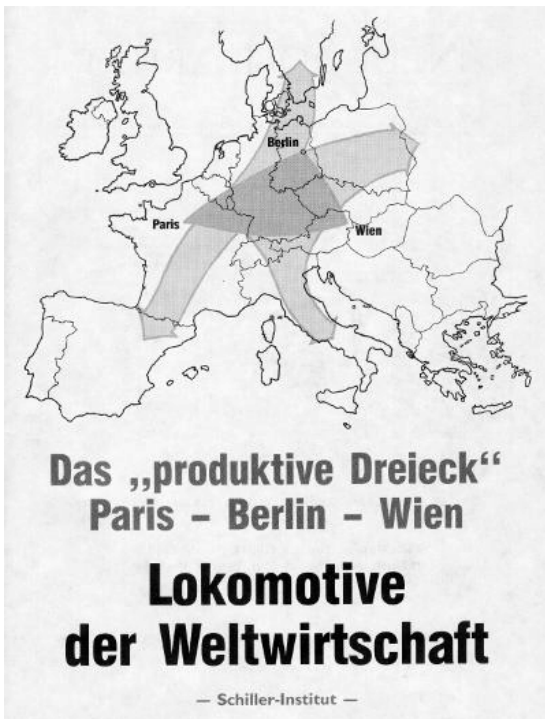 Berlin
Paris
Wien
Das „produktive Dreieck“
Paris – Berlin – Wien
Lokomotive
der Weltwirtschaft
— Schiller-Institut —